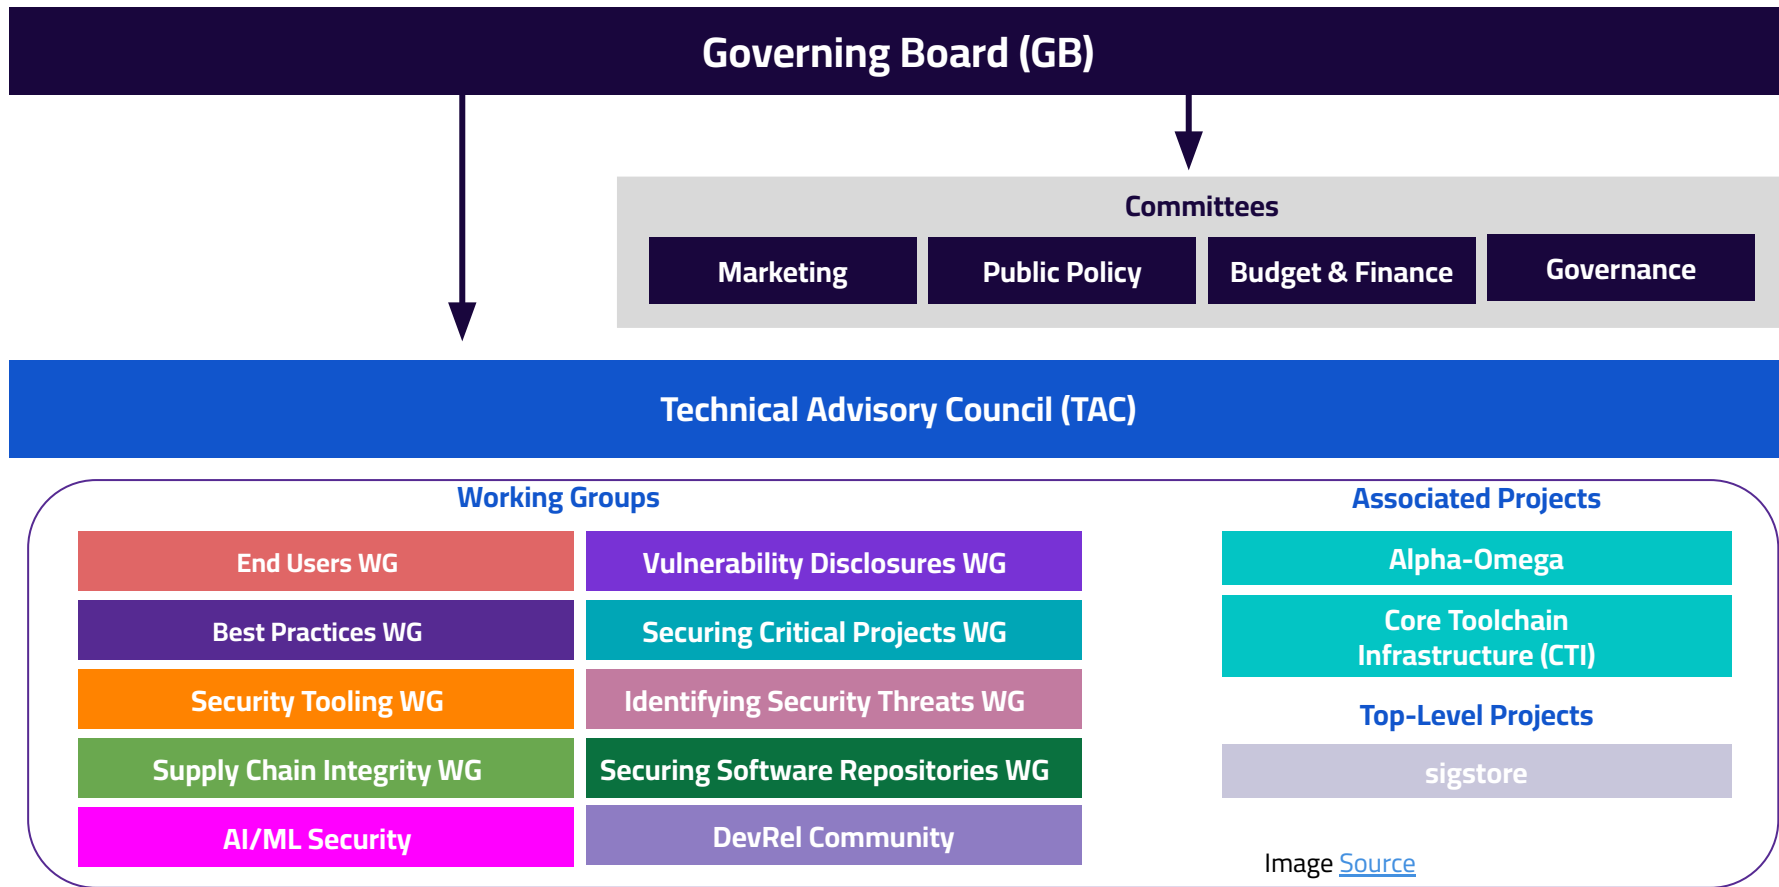 Governing Board (GB)
Committees
Marketing
Public Policy
Budget & Finance
Governance
Technical Advisory Council (TAC)
Working Groups
End Users WG
Vulnerability Disclosures WG
Best Practices WG
Securing Critical Projects WG
Security Tooling WG
Identifying Security Threats WG
Supply Chain Integrity WG
Securing Software Repositories WG
AI/ML Security
DevRel Community
Associated Projects
Alpha-Omega
Core Toolchain
Infrastructure (CTI)
Top-Level Projects
sigstore
Image Source